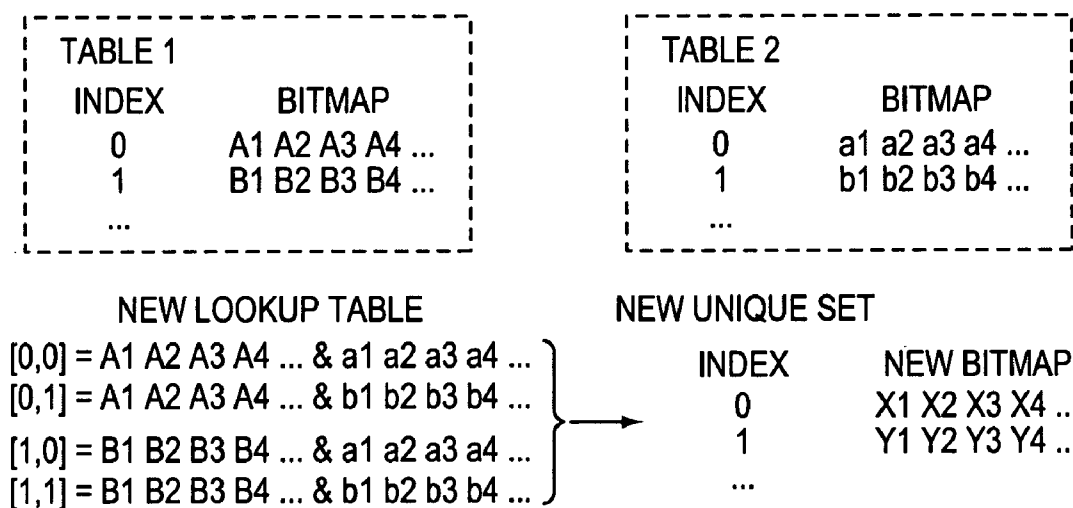 TABLE 1
INDEX BITMAP
0 A1 A2 A3 A4 ...
1 B1 B2 B3 B4 ...
...
TABLE 2
INDEX BITMAP
0 a1 a2 a3 a4 ...
1 b1 b2 b3 b4 ...
...
NEW LOOKUP TABLE
[0,0] = A1 A2 A3 A4 ... & a1 a2 a3 a4 ...
[0,1] = A1 A2 A3 A4 ... & b1 b2 b3 b4 ...
[1,0] = B1 B2 B3 B4 ... & a1 a2 a3 a4 ...
[1,1] = B1 B2 B3 B4 ... & b1 b2 b3 b4 ...
NEW UNIQUE SET
INDEX NEW BITMAP
0 X1 X2 X3 X4 ..
1 Y1 Y2 Y3 Y4 ..
...